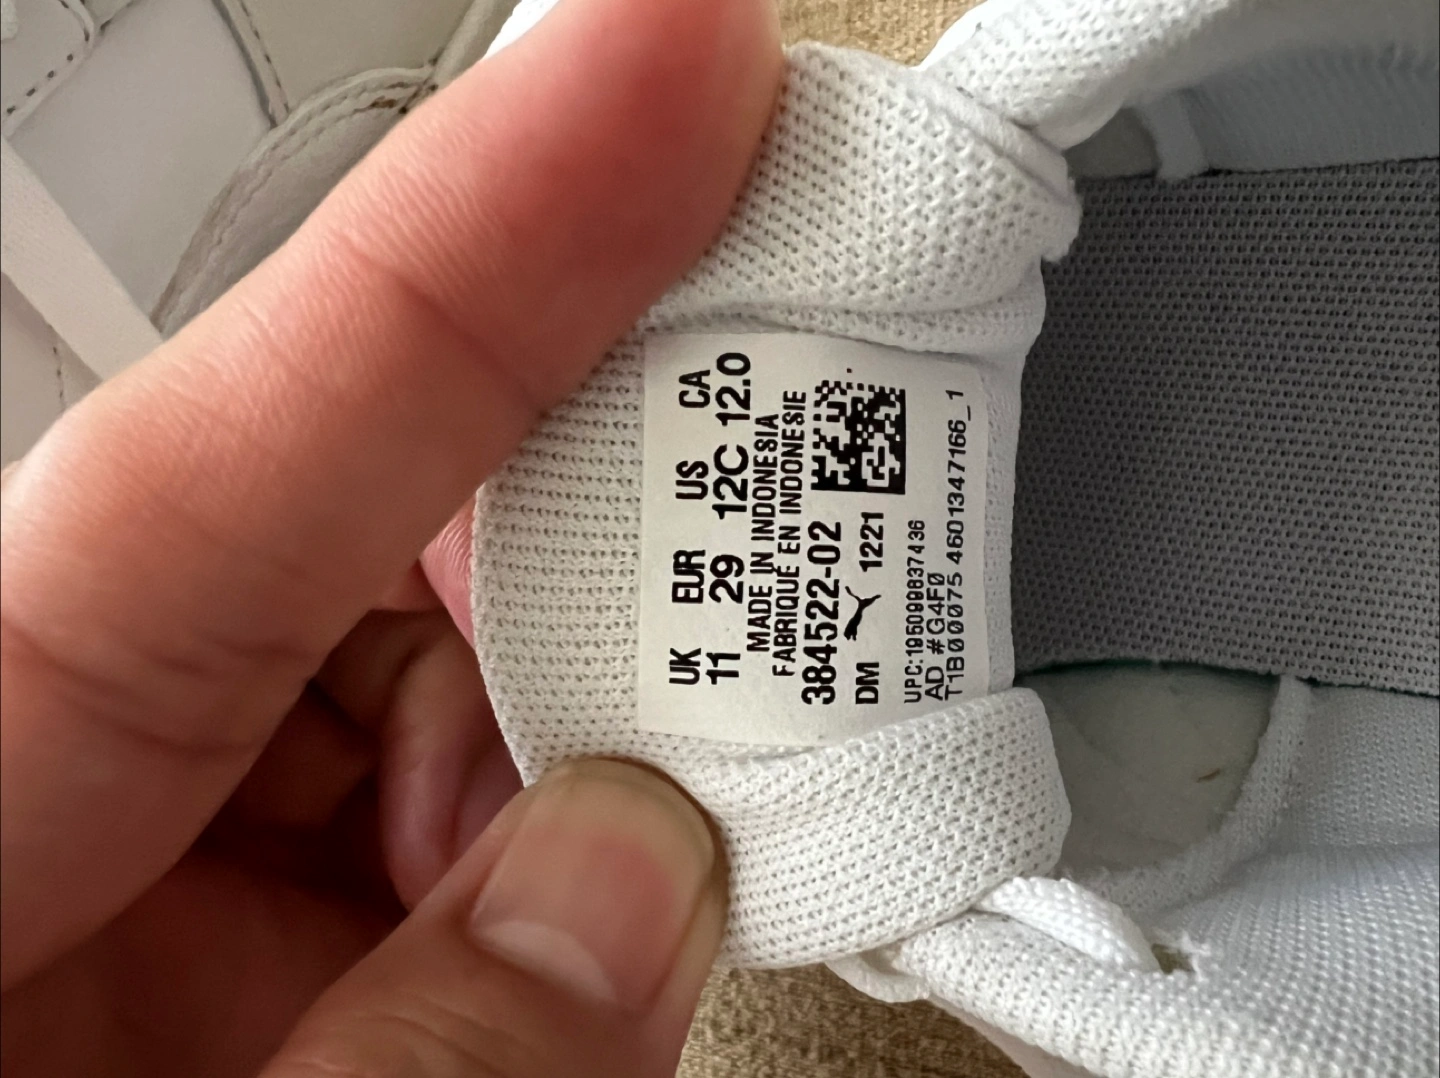 UK EUR US CA
11 29 12C 12.0
MADE IN INDONESIA
FABRIQUÉ EN INDONESIE
384522-02
DM 1221
UPC:195099837436
AD #G4F0
T1B00075 4601347166_1